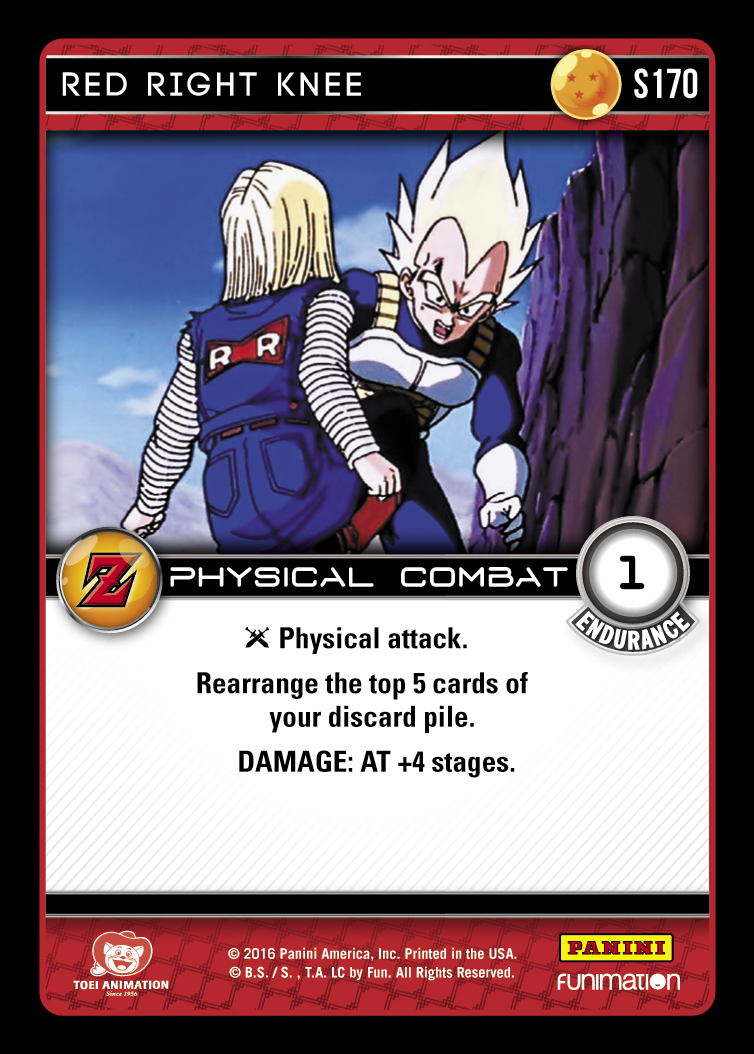 RED RIGHT KNEE
S170
R R
Z
PHYSICAL COMBAT
1
ENDURANCE
Physical attack.
Rearrange the top 5 cards of
your discard pile.
DAMAGE: AT +4 stages.
TOEI ANIMATION
Since 1956
© 2016 Panini America, Inc. Printed in the USA.
© B.S. / S. , T.A. LC by Fun. All Rights Reserved.
PANINI
FUNIMATION